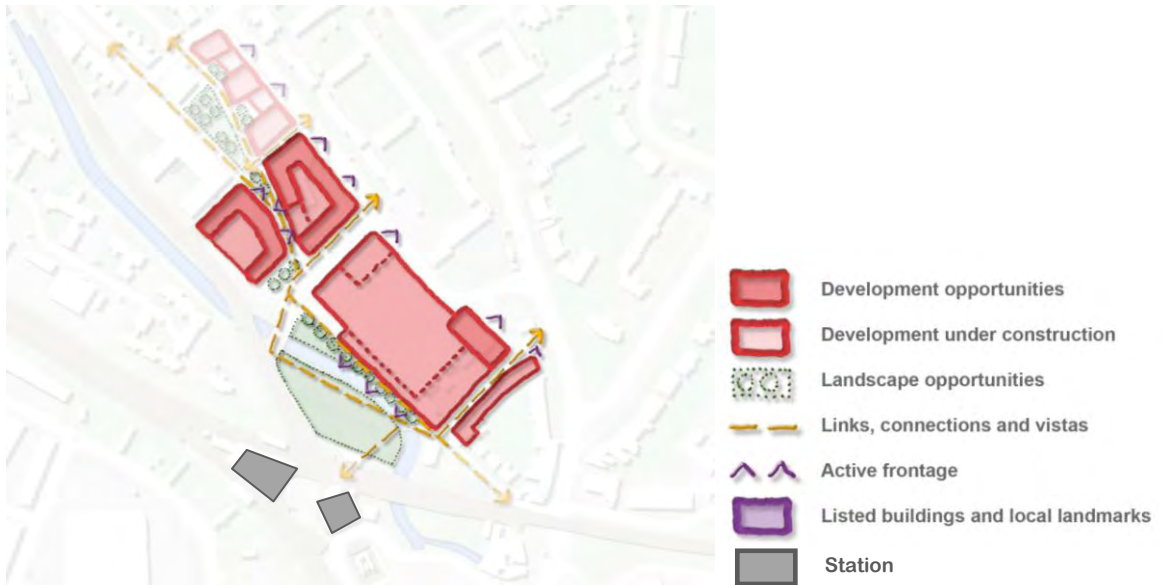 Development opportunities
Development under construction
Landscape opportunities
Links, connections and vistas
Active frontage
Listed buildings and local landmarks
Station